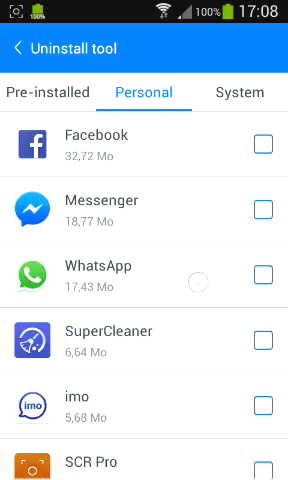 100% 100% 17:08
Uninstall tool
Pre-installed Personal System
Facebook
32,72 Mo
Messenger
18,77 Mo
WhatsApp
17,43 Mo
SuperCleaner
6,64 Mo
imo
imo
5,68 Mo
SCR Pro